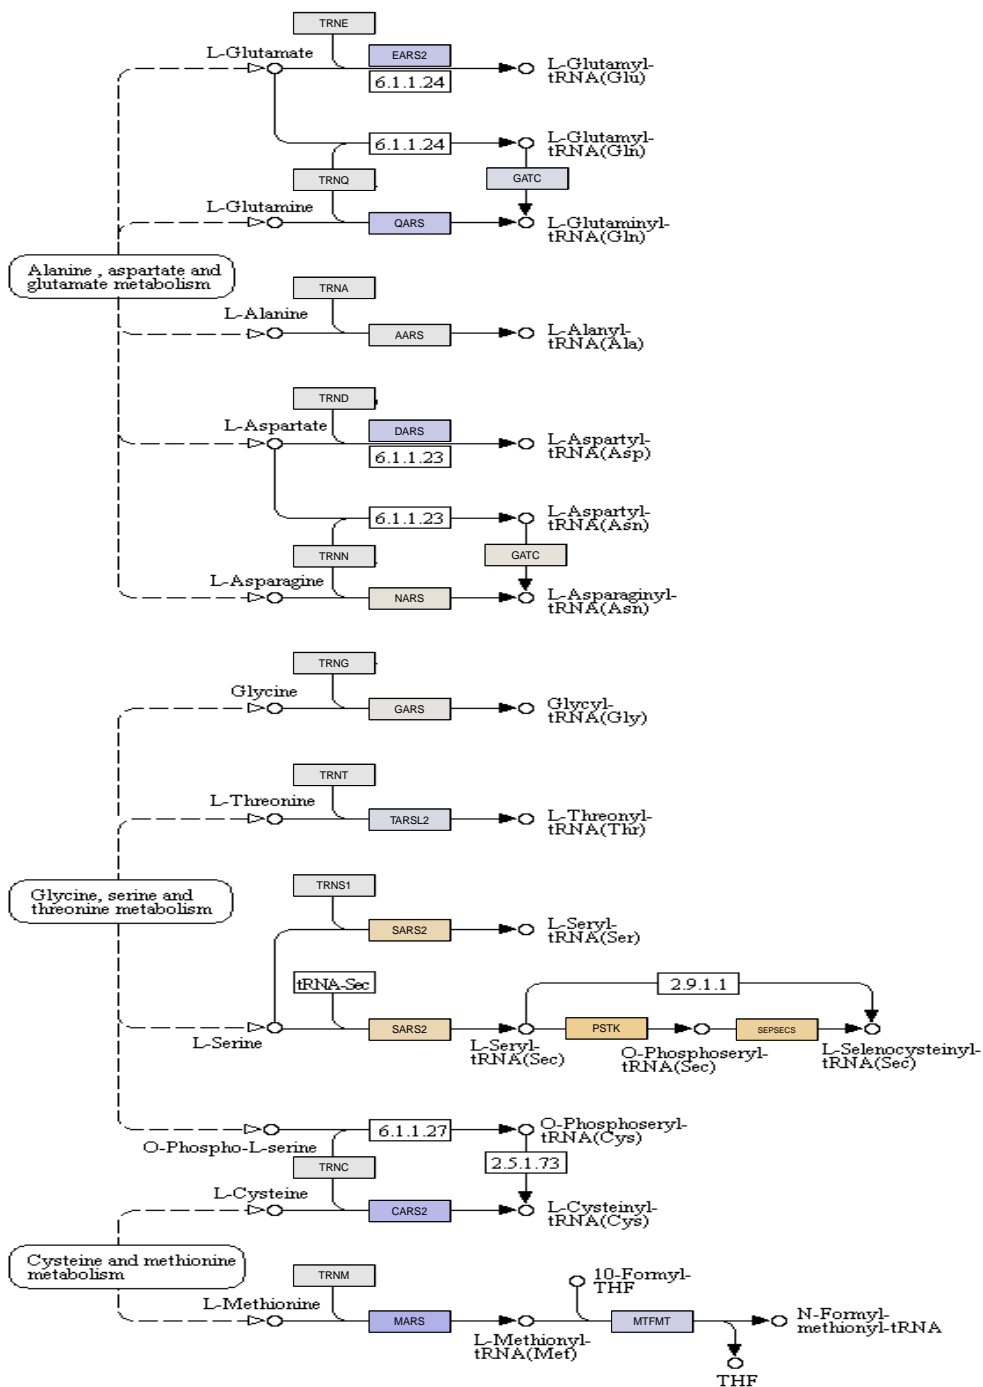 TRNE
L-Glutamate
EARS2
6.1.1.24
L-Glutamyl-
tRNA(Glu)
6.1.1.24
L-Glutamyl-
tRNA(Gln)
TRNQ
GATC
L-Glutamine
QARS
L-Glutaminyl-
tRNA(Gln)
Alanine , aspartate and
glutamate metabolism
TRNA
L-Alanine
AARS
L-Alanyl-
tRNA(Ala)
TRND
L-Aspartate
DARS
6.1.1.23
L-Aspartyl-
tRNA(Asp)
6.1.1.23
L-Aspartyl-
tRNA(Asn)
TRNN
GATC
L-Asparagine
NARS
L-Asparaginyl-
tRNA(Asn)
TRNG
Glycine
GARS
Glycyl-
tRNA(Gly)
TRNT
L-Threonine
TARSL2
L-Threonyl-
tRNA(Thr)
Glycine, serine and
threonine metabolism
TRNS1
SARS2
L-Seryl-
tRNA(Ser)
tRNA-Sec
2.9.1.1
L-Serine
SARS2
L-Seryl-
tRNA(Sec)
PSTK
O-Phosphoseryl-
tRNA(Sec)
SEPSECS
L-Selenocysteinyl-
tRNA(Sec)
O-Phospho-L-serine
6.1.1.27
O-Phosphoseryl-
tRNA(Cys)
TRNC
2.5.1.73
L-Cysteine
CARS2
L-Cysteinyl-
tRNA(Cys)
Cysteine and methionine
metabolism
TRNM
10-Formyl-
THF
L-Methionine
MARS
L-Methionyl-
tRNA(Met)
MTFMT
N-Formyl-
methionyl-tRNA
THF